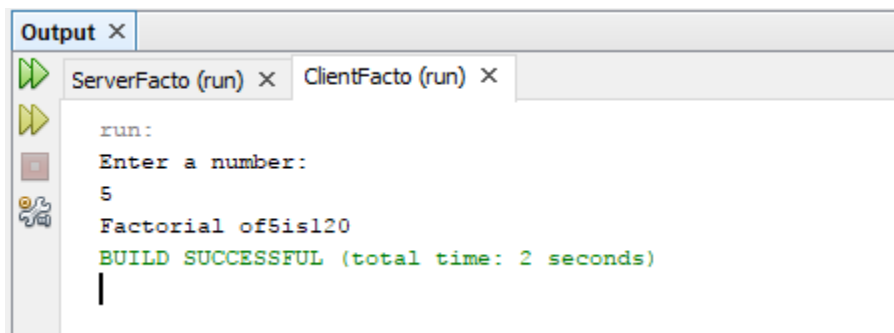 Output ×
ServerFacto (run) × ClientFacto (run) ×
run:
Enter a number:
5
Factorial of5is120
BUILD SUCCESSFUL (total time: 2 seconds)